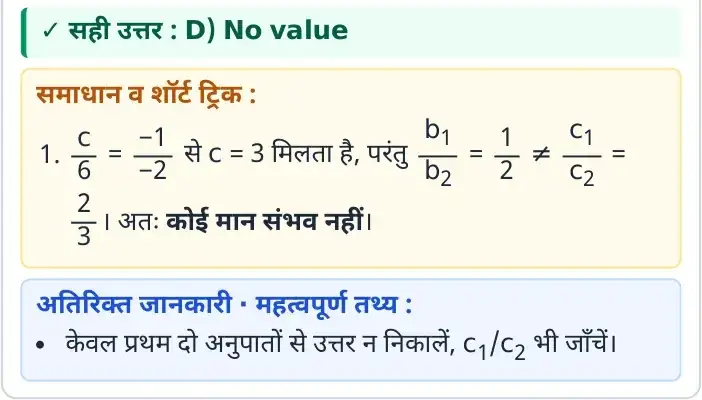 ✓ सही उत्तर : D) No value
समाधान व शॉर्ट ट्रिक :
1. c/6 = −1/−2 से c = 3 मिलता है, परंतु b₁/b₂ = 1/2 ≠ c₁/c₂ =
2/3 । अतः कोई मान संभव नहीं।
अतिरिक्त जानकारी · महत्वपूर्ण तथ्य :
• केवल प्रथम दो अनुपातों से उत्तर न निकालें, c₁/c₂ भी जाँचें।